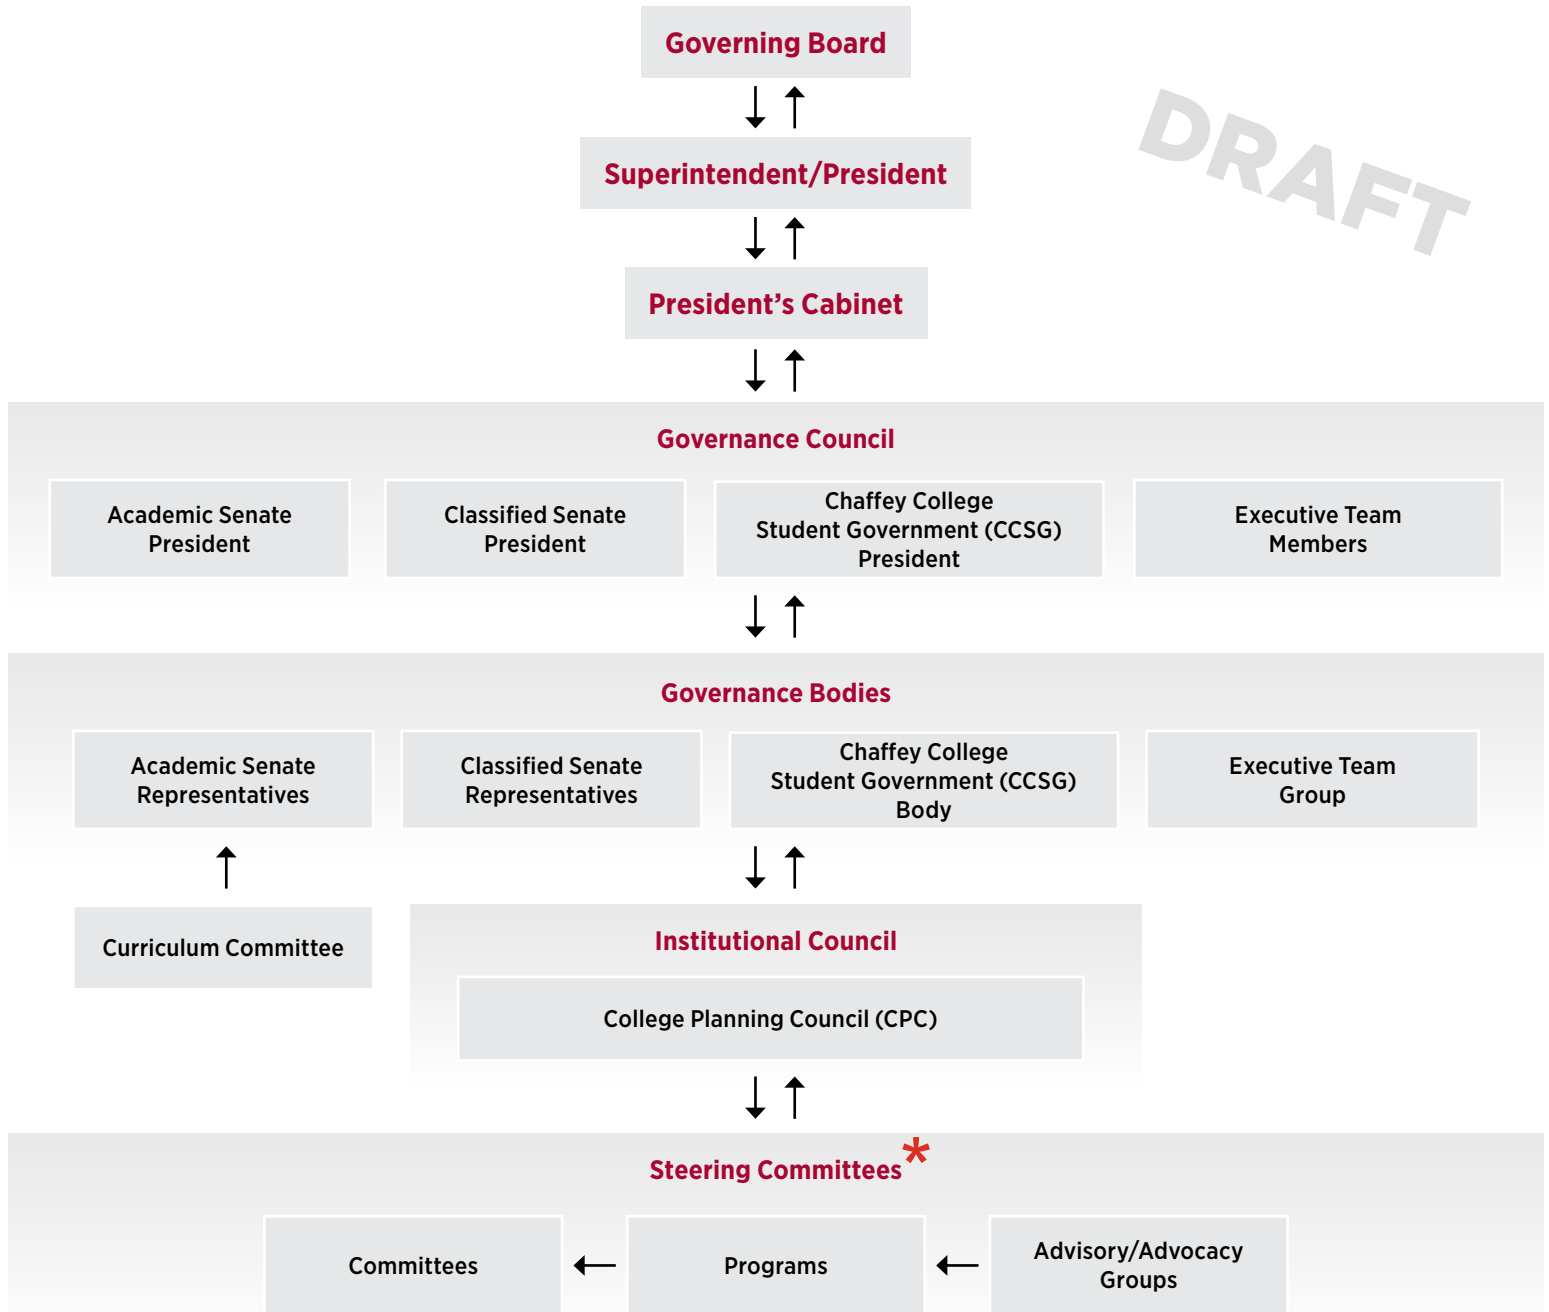 Governing Board
DRAFT
Superintendent/President
President’s Cabinet
Governance Council
Academic Senate
President
Classified Senate
President
Chaffey College
Student Government (CCSG)
President
Executive Team
Members
Governance Bodies
Academic Senate
Representatives
Classified Senate
Representatives
Chaffey College
Student Government (CCSG)
Body
Executive Team
Group
Curriculum Committee
Institutional Council
College Planning Council (CPC)
Steering Committees*
Committees
Programs
Advisory/Advocacy
Groups